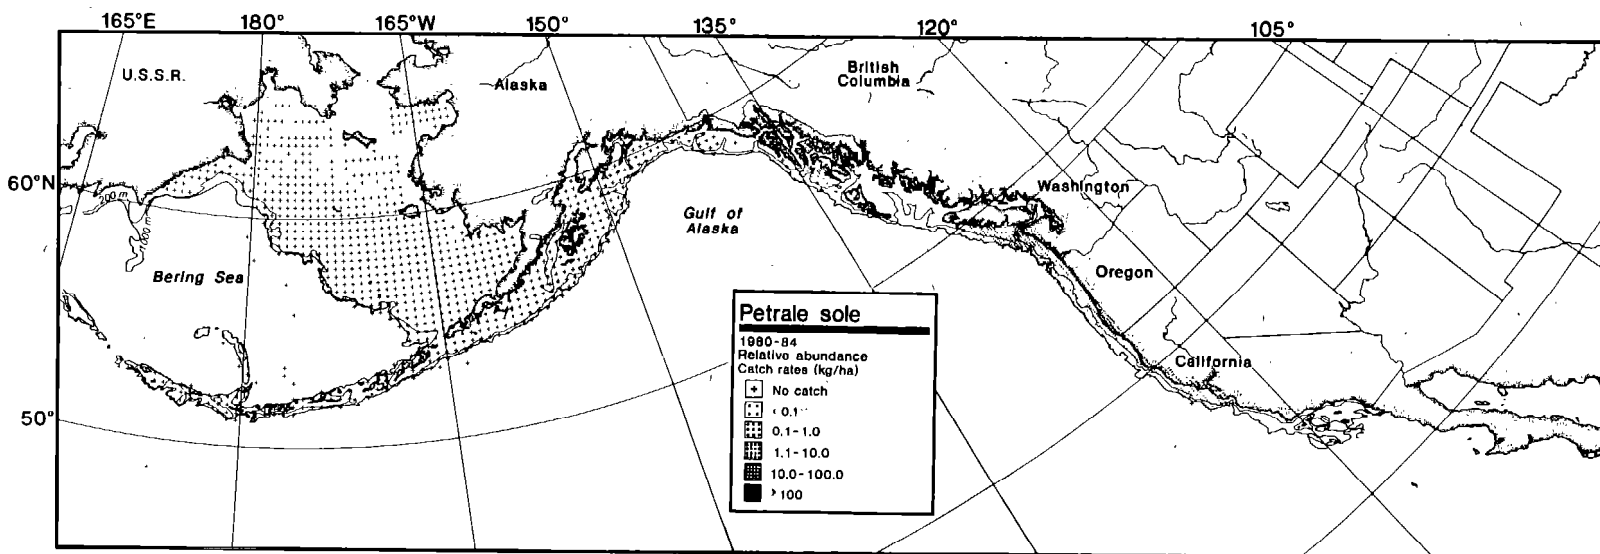 165°E 180° 165°W 150° 135° 120° 105°
U.S.S.R.
Alaska
British
Columbia
60°N
200 m
1000 m
Washington
Gulf of
Alaska
Bering Sea
Oregon
Petrale sole
1980-84
Relative abundance
Catch rates (kg/ha)
No catch
< 0.1
0.1-1.0
1.1-10.0
10.0-100.0
> 100
California
50°